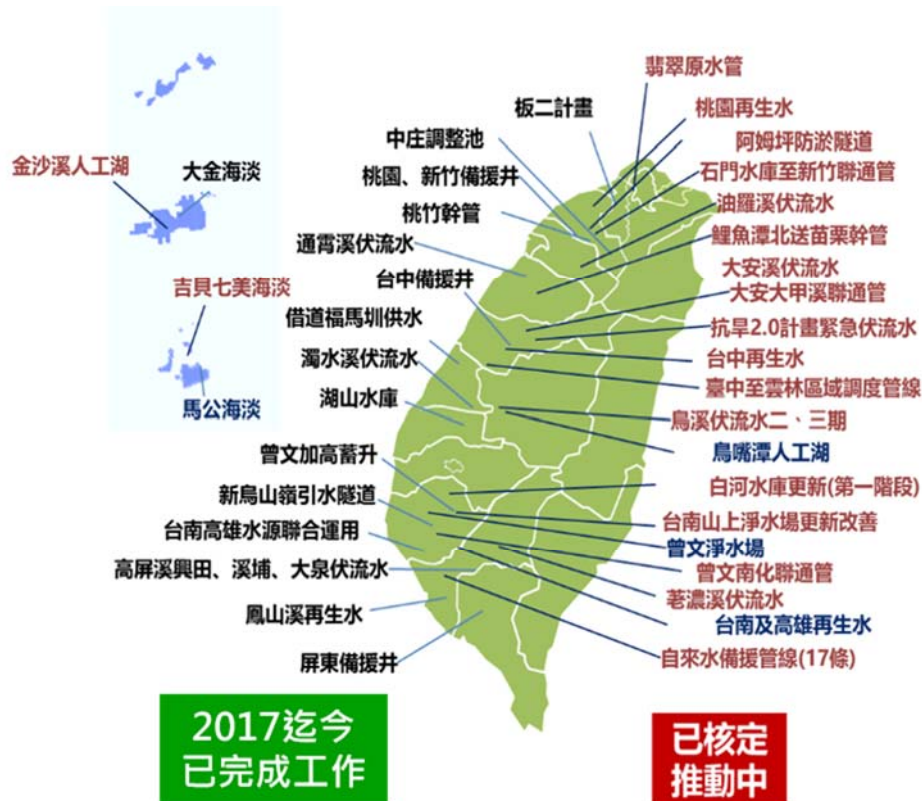 翡翠原水管
板二計畫
桃園再生水
中庄調整池
阿姆坪防淤隧道
金沙溪人工湖
大金海淡
桃園、新竹備援井
石門水庫至新竹聯通管
桃竹幹管
油羅溪伏流水
通霄溪伏流水
鯉魚潭北送苗栗幹管
台中備援井
大安溪伏流水
吉貝七美海淡
大安大甲溪聯通管
借道福馬圳供水
抗旱2.0計畫緊急伏流水
濁水溪伏流水
台中再生水
馬公海淡
臺中至雲林區域調度管線
湖山水庫
烏溪伏流水二、三期
鳥嘴潭人工湖
曾文加高蓄升
白河水庫更新(第一階段)
新烏山嶺引水隧道
台南山上淨水場更新改善
台南高雄水源聯合運用
曾文淨水場
高屏溪興田、溪埔、大泉伏流水
曾文南化聯通管
荖濃溪伏流水
鳳山溪再生水
台南及高雄再生水
屏東備援井
自來水備援管線(17條)
2017迄今
已完成工作
已核定
推動中